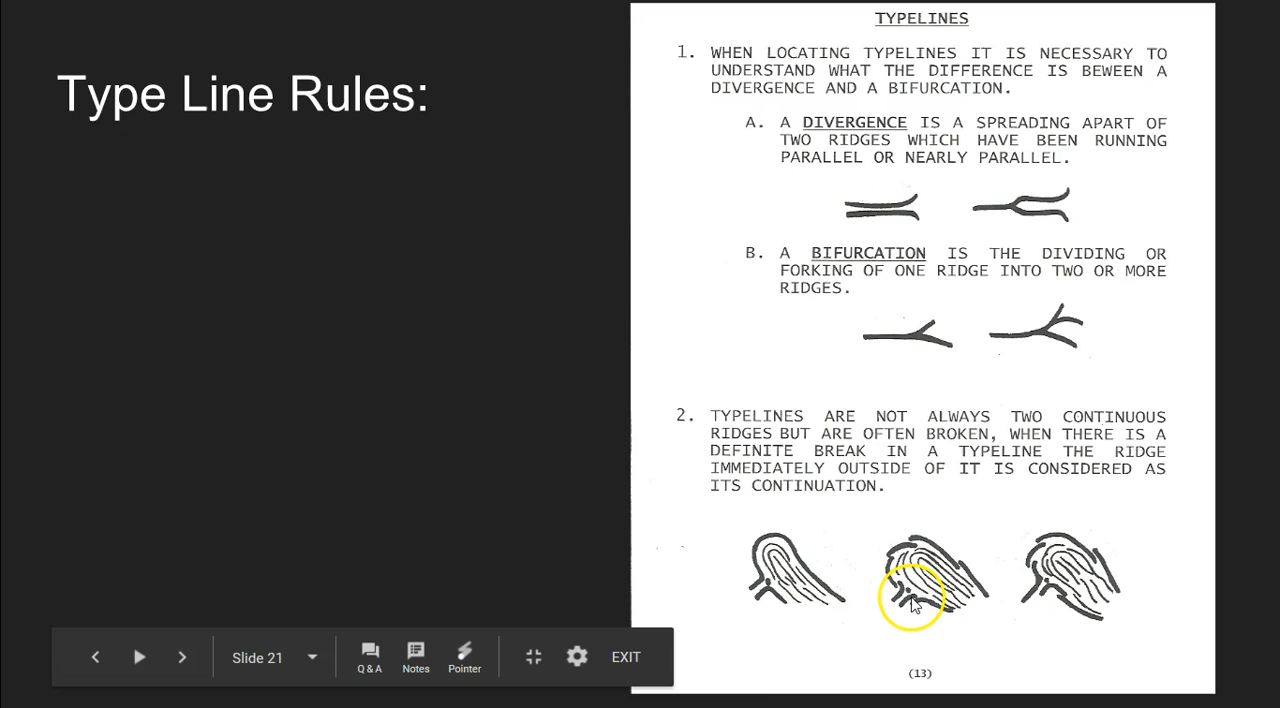 Type Line Rules:
TYPELINES
1. WHEN LOCATING TYPELINES IT IS NECESSARY TO
UNDERSTAND WHAT THE DIFFERENCE IS BEWEEN A
DIVERGENCE AND A BIFURCATION.
A. A DIVERGENCE IS A SPREADING APART OF
TWO RIDGES WHICH HAVE BEEN RUNNING
PARALLEL OR NEARLY PARALLEL.
B. A BIFURCATION IS THE DIVIDING OR
FORKING OF ONE RIDGE INTO TWO OR MORE
RIDGES.
2. TYPELINES ARE NOT ALWAYS TWO CONTINUOUS
RIDGES BUT ARE OFTEN BROKEN, WHEN THERE IS A
DEFINITE BREAK IN A TYPELINE THE RIDGE
IMMEDIATELY OUTSIDE OF IT IS CONSIDERED AS
ITS CONTINUATION.
(13)
Slide 21
Q & A
Notes
Pointer
EXIT